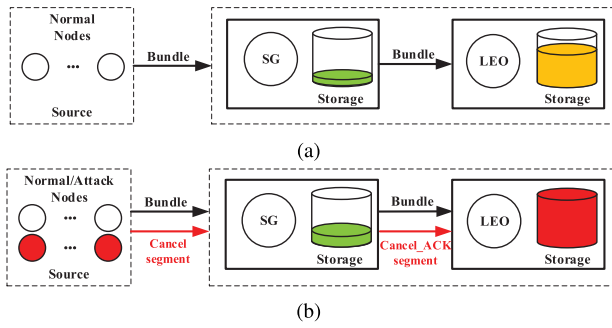 Normal
Nodes
...
Source
Bundle
SG
Storage
Bundle
LEO
Storage
(a)
Normal/Attack
Nodes
...
...
Source
Bundle
Cancel
segment
SG
Storage
Bundle
Cancel_ACK
segment
LEO
Storage
(b)